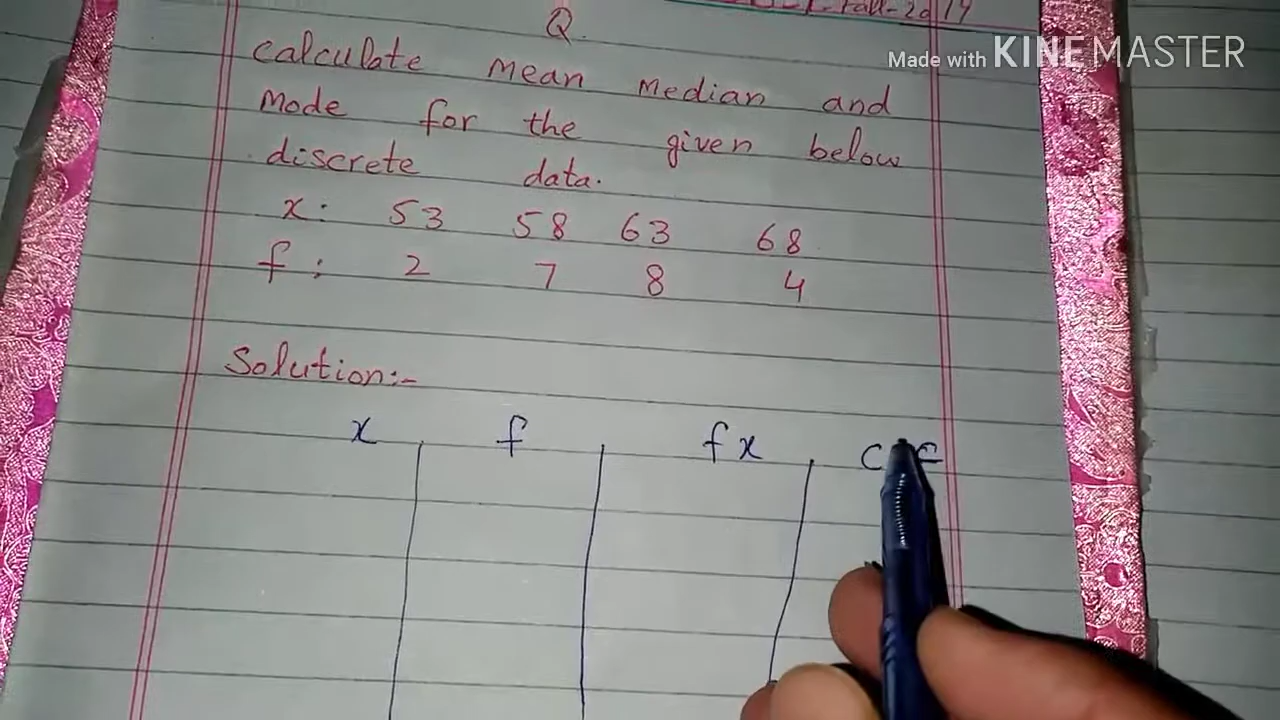 Q.
Made with KINEMASTER
Calculate mean median and
mode for the given below
discrete data.
x: 53 58 63 68
f: 2 7 8 4
Solution:-
x f fx